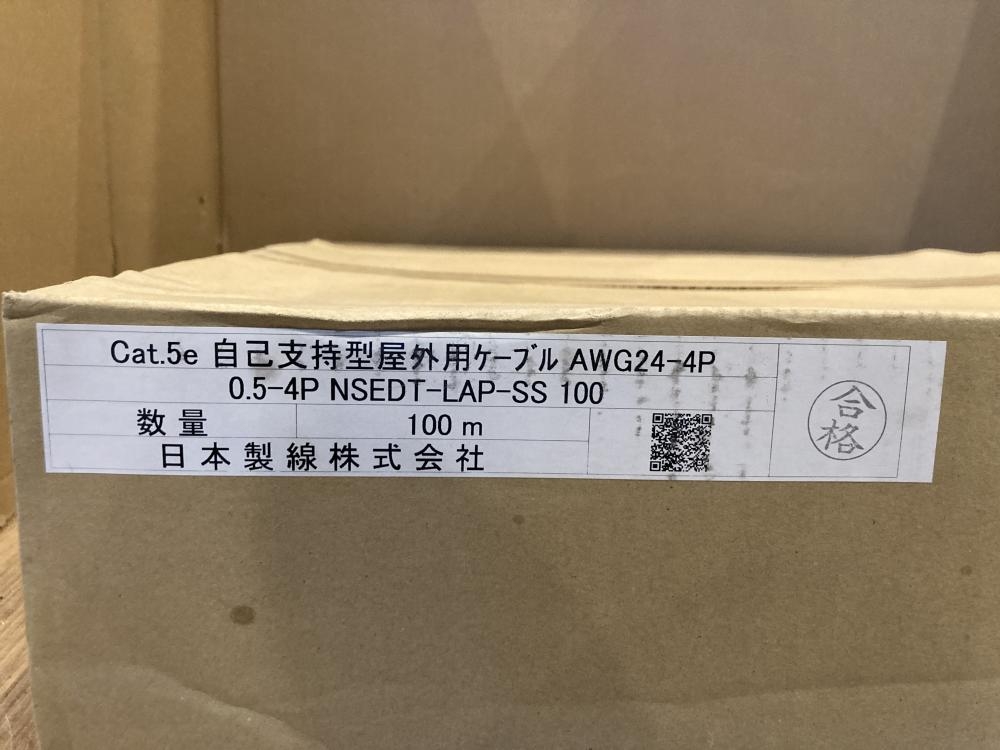 Cat.5e 自己支持型屋外用ｹｰﾌﾞﾙ AWG24-4P
0.5-4P NSEDT-LAP-SS 100
数量 100 m
日本製線株式会社
合格